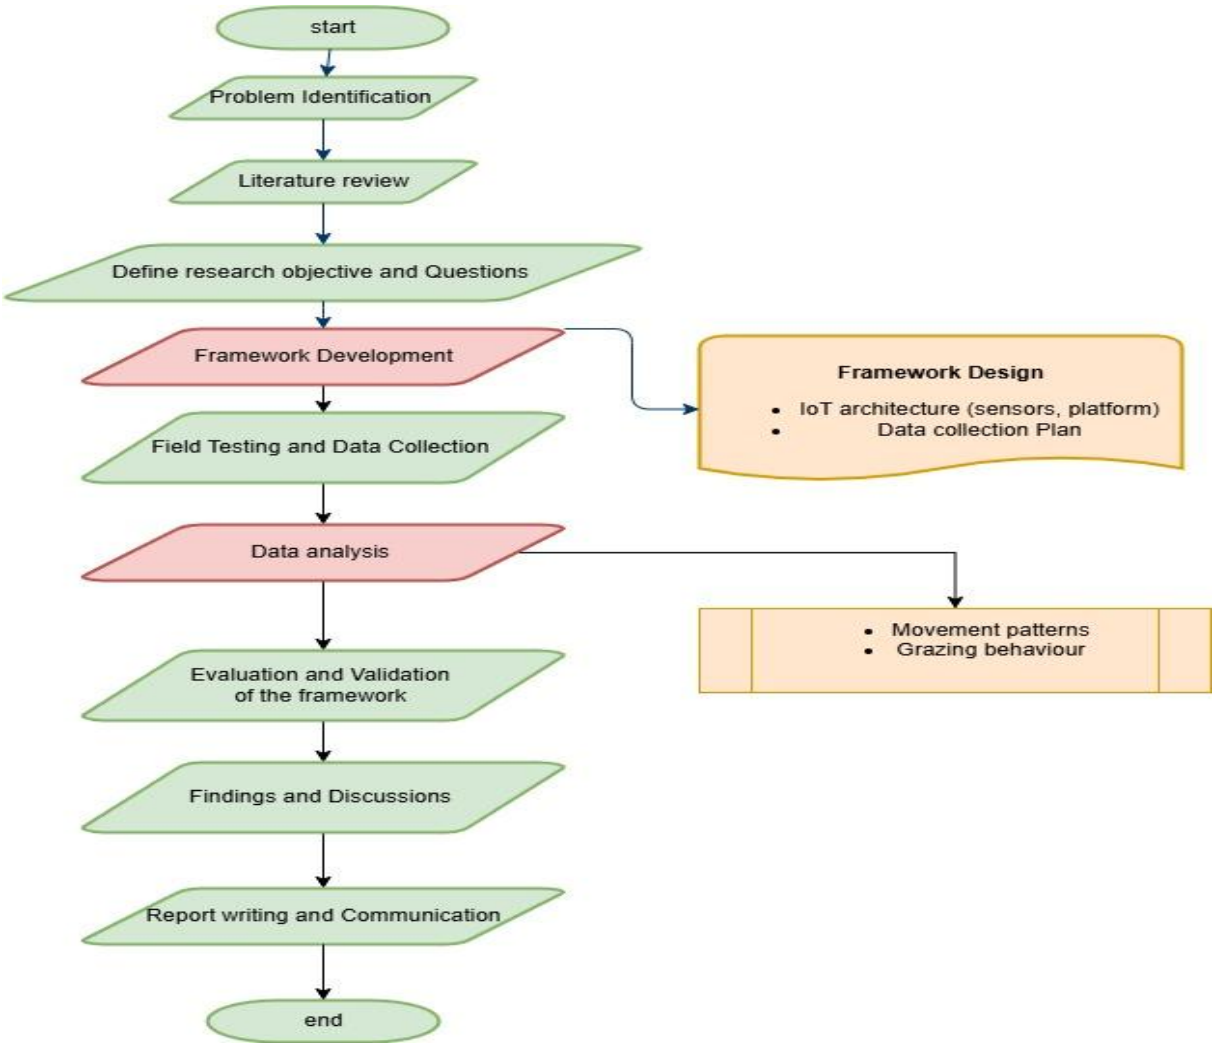 start
Problem Identification
Literature review
Define research objective and Questions
Framework Development
Framework Design
• IoT architecture (sensors, platform)
• Data collection Plan
Field Testing and Data Collection
Data analysis
• Movement patterns
• Grazing behaviour
Evaluation and Validation
of the framework
Findings and Discussions
Report writing and Communication
end